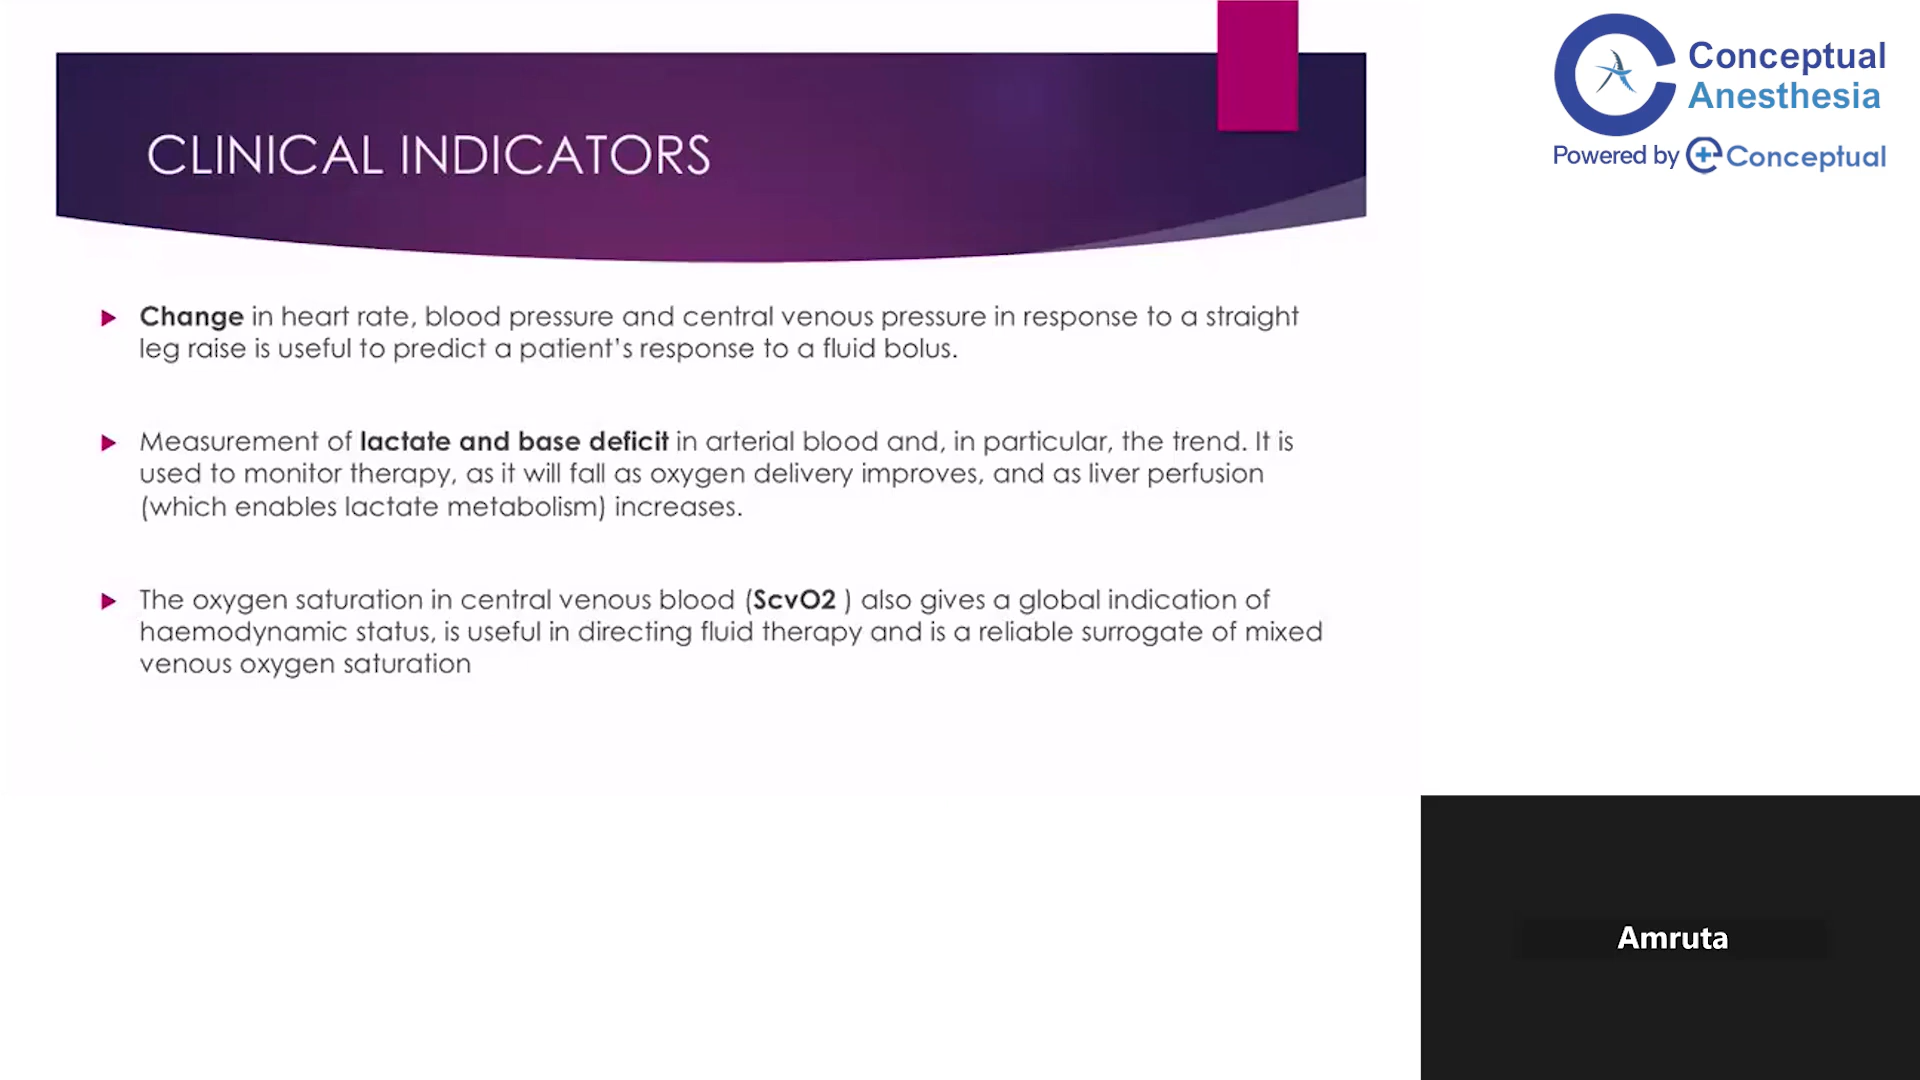 CLINICAL INDICATORS
Change in heart rate, blood pressure and central venous pressure in response to a straight
leg raise is useful to predict a patient's response to a fluid bolus.
Measurement of lactate and base deficit in arterial blood and, in particular, the trend. It is
used to monitor therapy, as it will fall as oxygen delivery improves, and as liver perfusion
(which enables lactate metabolism) increases.
The oxygen saturation in central venous blood (ScvO2 ) also gives a global indication of
haemodynamic status, is useful in directing fluid therapy and is a reliable surrogate of mixed
venous oxygen saturation
Conceptual
Anesthesia
Powered by Conceptual
Amruta